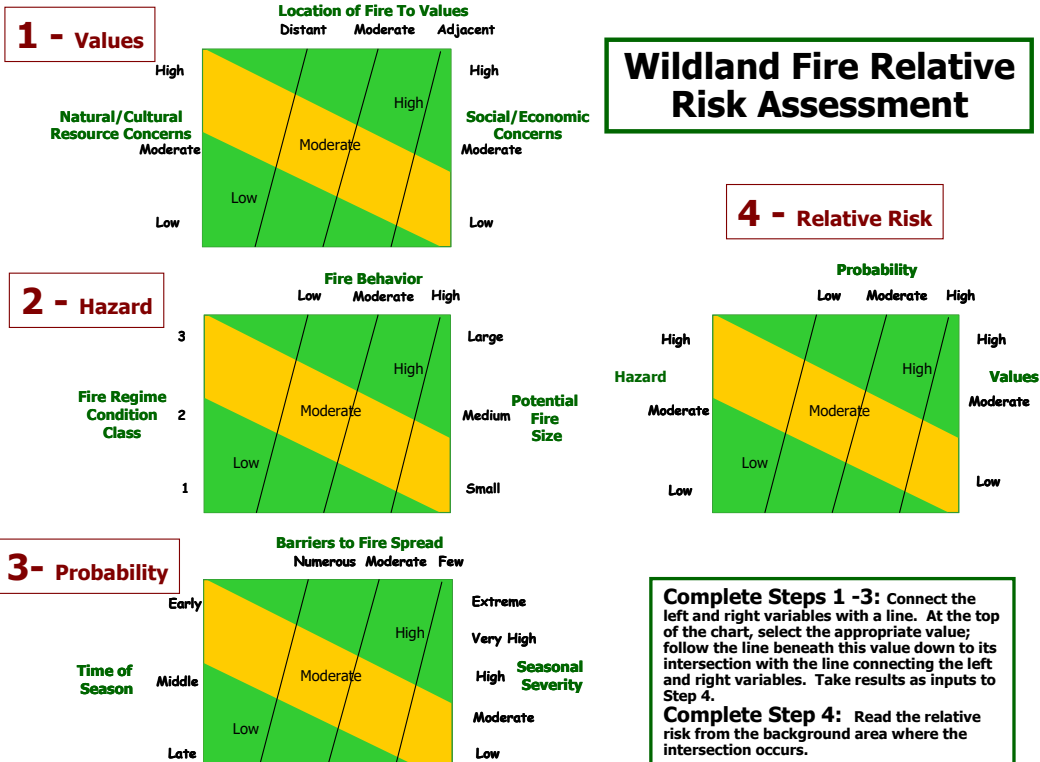 1 - Values
Location of Fire To Values
Distant Moderate Adjacent
High
High
Natural/Cultural
Resource Concerns
Moderate
Social/Economic
Concerns
Moderate
High
Moderate
Low
Low
Low
Wildland Fire Relative
Risk Assessment
2 - Hazard
Fire Behavior
Low Moderate High
3
Large
Fire Regime
Condition
Class
2
Medium
Potential
Fire
Size
High
Moderate
Low
1
Small
4 - Relative Risk
Probability
Low Moderate High
High
High
Hazard
Values
Moderate
Moderate
High
Moderate
Low
Low
Low
3- Probability
Barriers to Fire Spread
Numerous Moderate Few
Early
Extreme
Very High
Time of
Season
Middle
High
Seasonal
Severity
High
Moderate
Low
Moderate
Late
Low
Complete Steps 1 -3: Connect the
left and right variables with a line. At the top
of the chart, select the appropriate value;
follow the line beneath this value down to its
intersection with the line connecting the left
and right variables. Take results as inputs to
Step 4.
Complete Step 4: Read the relative
risk from the background area where the
intersection occurs.